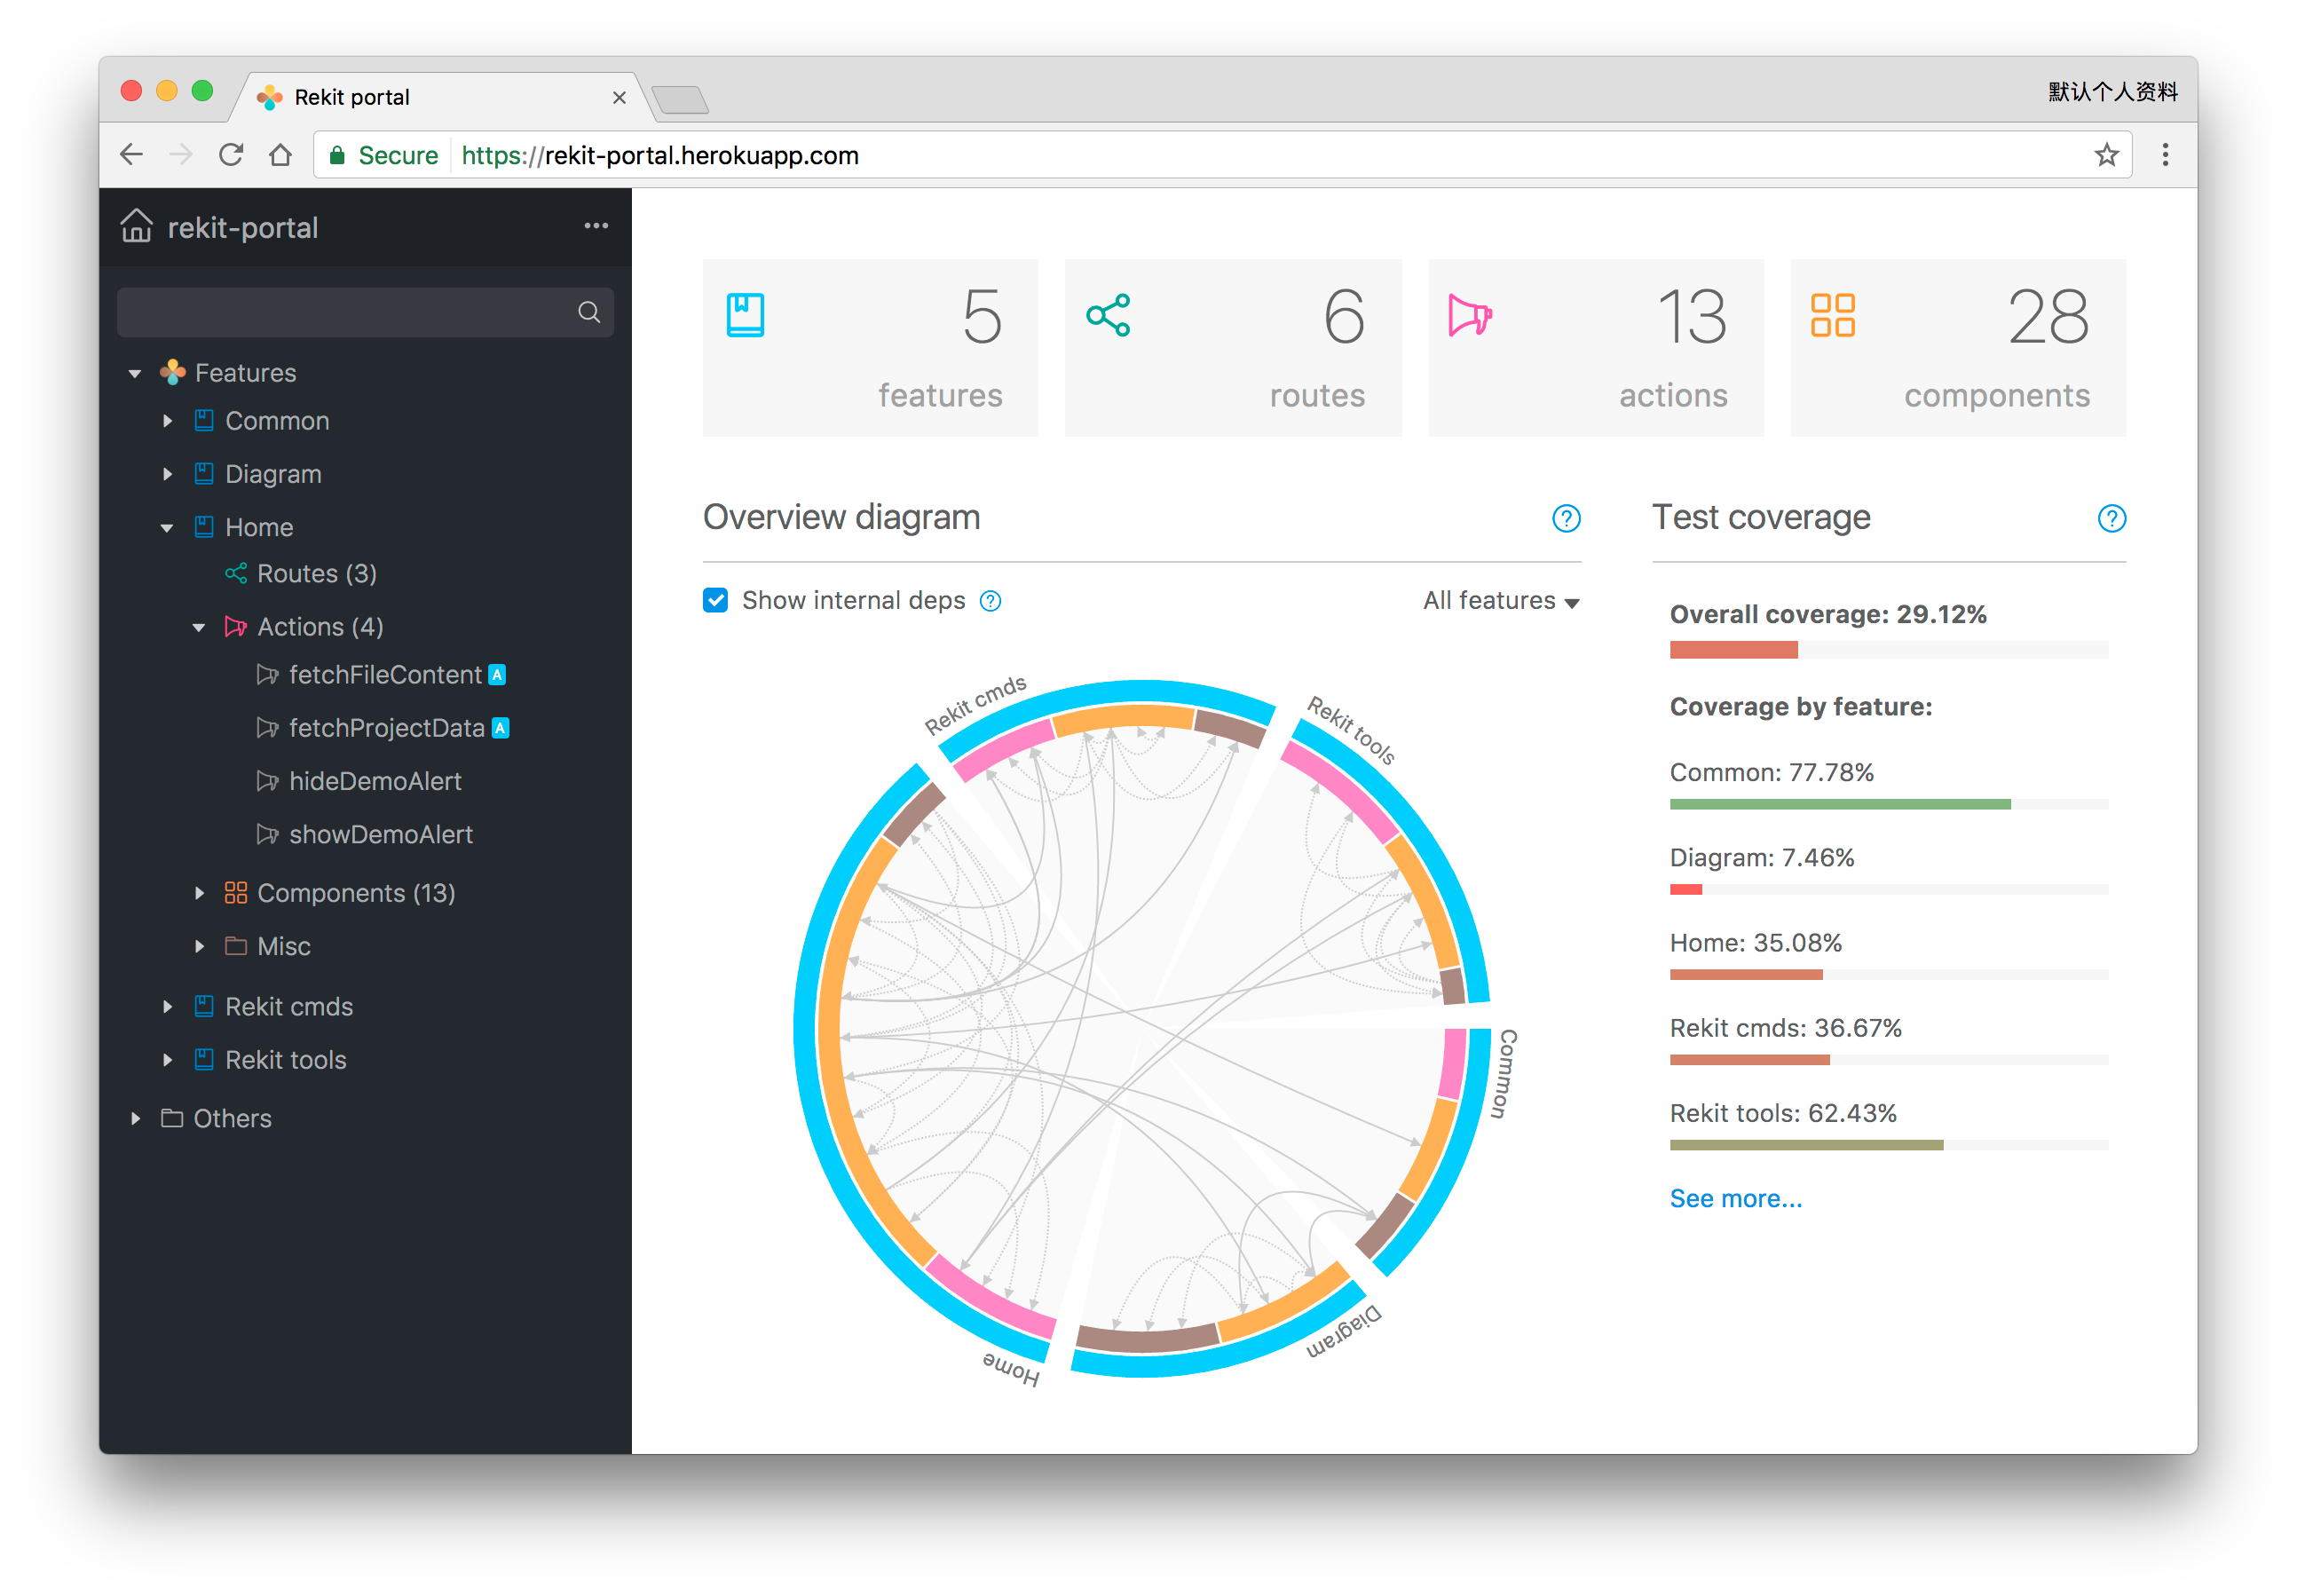 Rekit portal
默认个人资料
Secure https://rekit-portal.herokuapp.com
rekit-portal
Features
Common
Diagram
Home
Routes (3)
Actions (4)
fetchFileContent A
fetchProjectData A
hideDemoAlert
showDemoAlert
Components (13)
Misc
Rekit cmds
Rekit tools
Others
5
features
6
routes
13
actions
28
components
Overview diagram ?
Show internal deps ?
All features
Rekit cmds
Rekit tools
Common
Diagram
Home
Test coverage ?
Overall coverage: 29.12%
Coverage by feature:
Common: 77.78%
Diagram: 7.46%
Home: 35.08%
Rekit cmds: 36.67%
Rekit tools: 62.43%
See more...